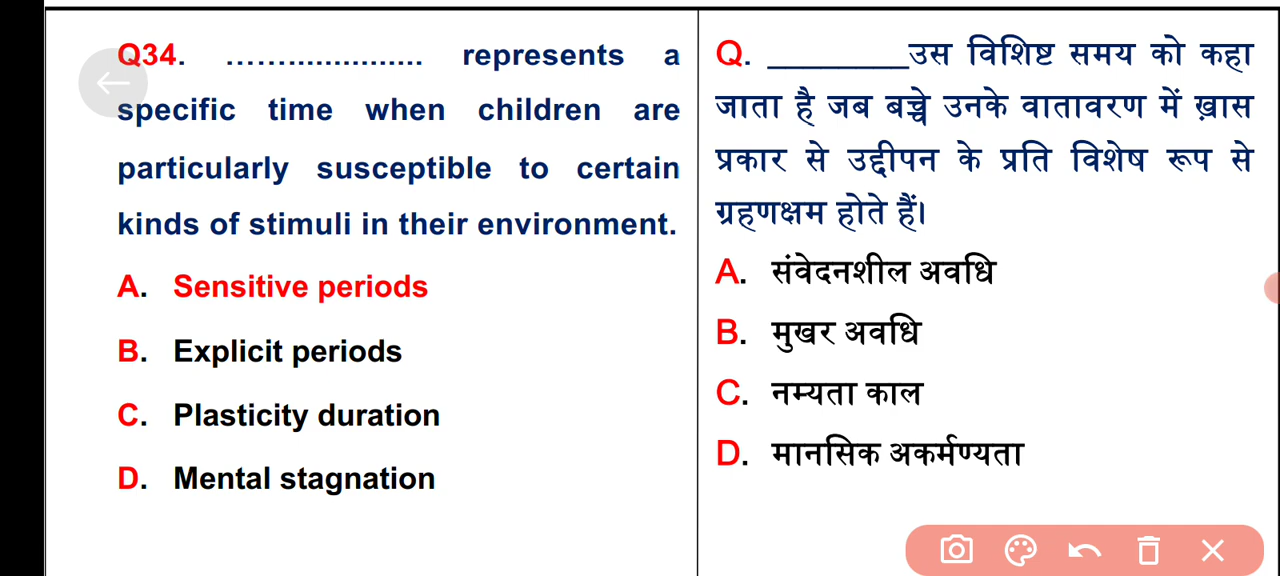 Q34. ....................... represents a
specific time when children are
particularly susceptible to certain
kinds of stimuli in their environment.
A. Sensitive periods
B. Explicit periods
C. Plasticity duration
D. Mental stagnation
Q. ________उस विशिष्ट समय को कहा
जाता है जब बच्चे उनके वातावरण में ख़ास
प्रकार से उद्दीपन के प्रति विशेष रूप से
ग्रहणक्षम होते हैं।
A. संवेदनशील अवधि
B. मुखर अवधि
C. नम्यता काल
D. मानसिक अकर्मण्यता